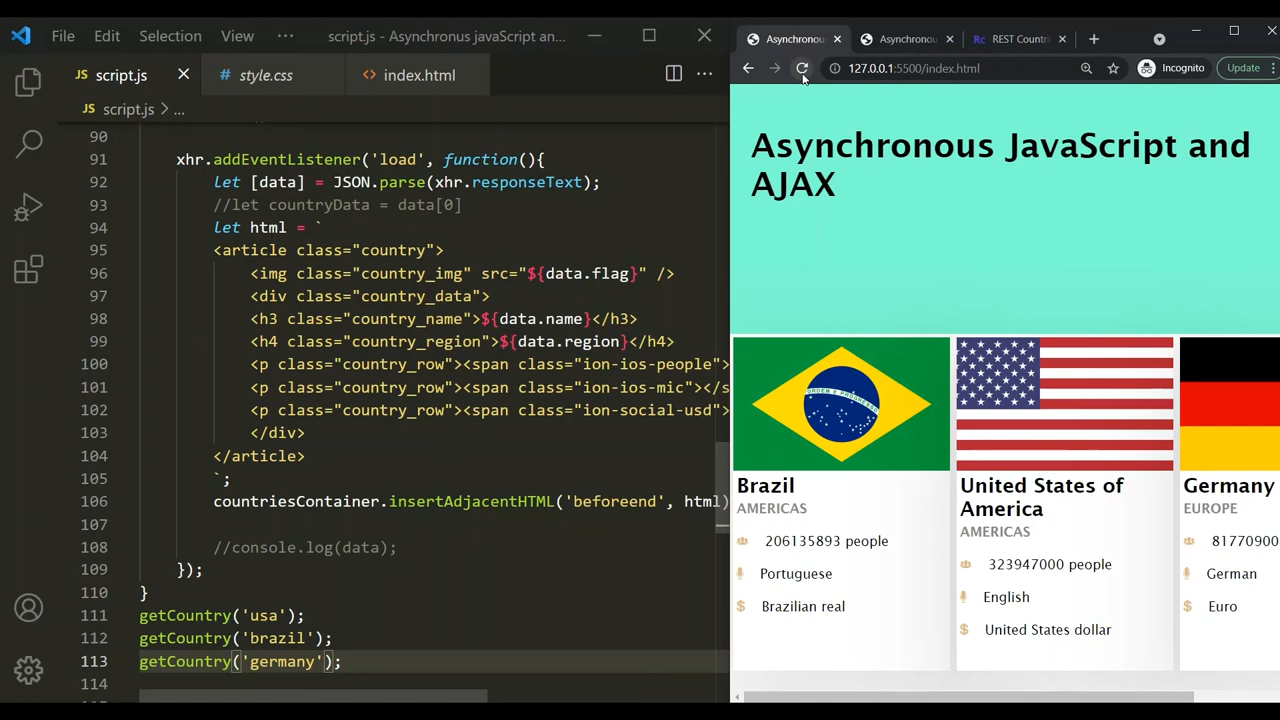 File Edit Selection View ··· script.js - Asynchronus javaScript an...
script.js
style.css
index.html
JS script.js > ...
90
91 xhr.addEventListener('load', function(){
92 let [data] = JSON.parse(xhr.responseText);
93 //let countryData = data[0]
94 let html = `
95 <article class="country">
96 <img class="country_img" src="${data.flag}" />
97 <div class="country_data">
98 <h3 class="country_name">${data.name}</h3>
99 <h4 class="country_region">${data.region}</h4>
100 <p class="country_row"><span class="ion-ios-people">
101 <p class="country_row"><span class="ion-ios-mic"></s
102 <p class="country_row"><span class="ion-social-usd">
103 </div>
104 </article>
105 `;
106 countriesContainer.insertAdjacentHTML('beforeend', html)
107
108 //console.log(data);
109 });
110 }
111 getCountry('usa');
112 getCountry('brazil');
113 getCountry('germany');
114
Asynchronou
Asynchronou
Rc REST Countri
127.0.0.1:5500/index.html
Incognito
Update
Asynchronous JavaScript and
AJAX
ORDEM E PROGRESSO
Brazil
AMERICAS
206135893 people
Portuguese
Brazilian real
United States of
America
AMERICAS
323947000 people
English
United States dollar
Germany
EUROPE
81770900
German
Euro